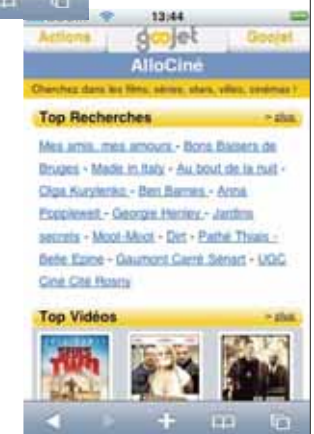 13:44
Actions goojet Goojet
AlloCiné
Cherchez dans les films, séries, stars, villes, cinémas !
Top Recherches + plus
Mes amis, mes amours - Bons Baisers de
Bruges - Made in Italy - Au bout de la nuit -
Olga Kurylenko - Ben Barnes - Anna
Popplewell - Georgie Henley - Jardins
secrets - Moot-Moot - Dirt - Pathé Thiais -
Belle Epine - Gaumont Carré Sénart - UGC
Ciné Cité Rosny
Top Vidéos + plus